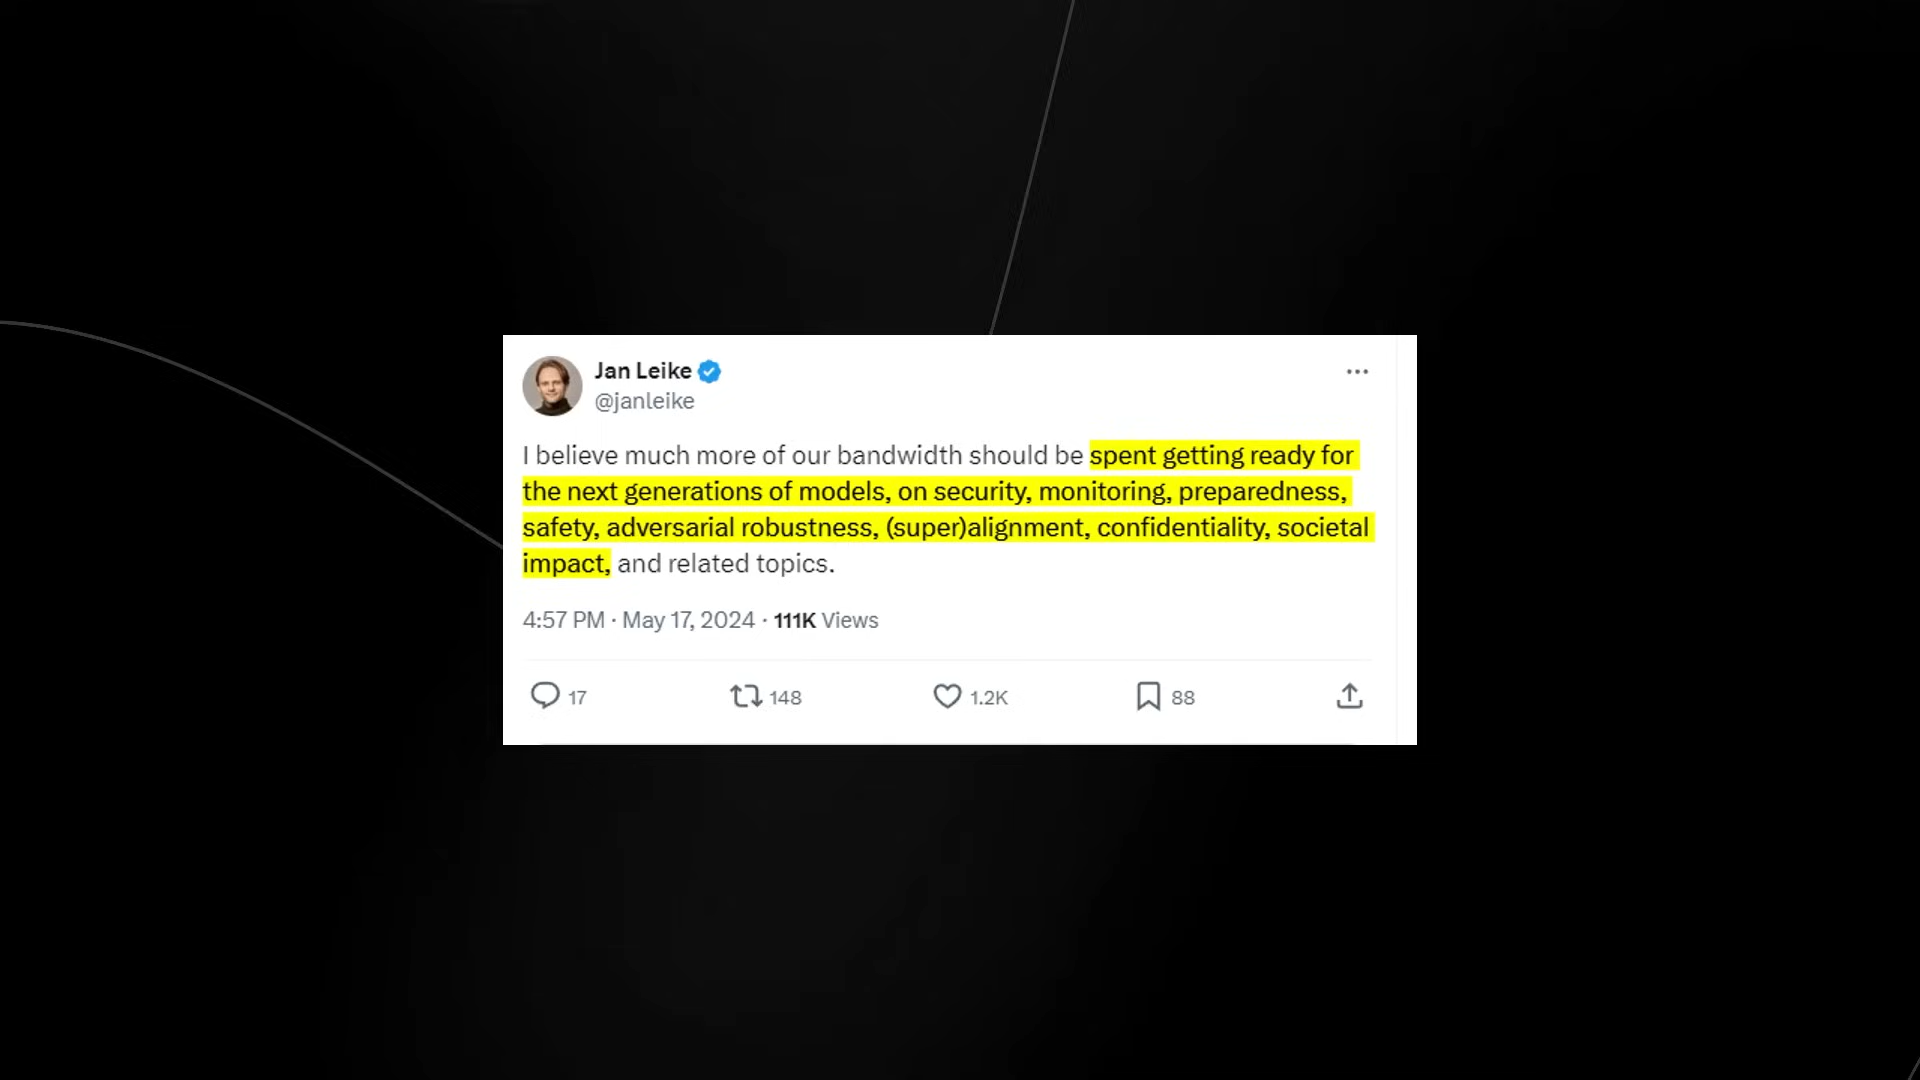 Jan Leike
@janleike
I believe much more of our bandwidth should be spent getting ready for
the next generations of models, on security, monitoring, preparedness,
safety, adversarial robustness, (super)alignment, confidentiality, societal
impact, and related topics.
4:57 PM · May 17, 2024 · 111K Views
17 148 1.2K 88